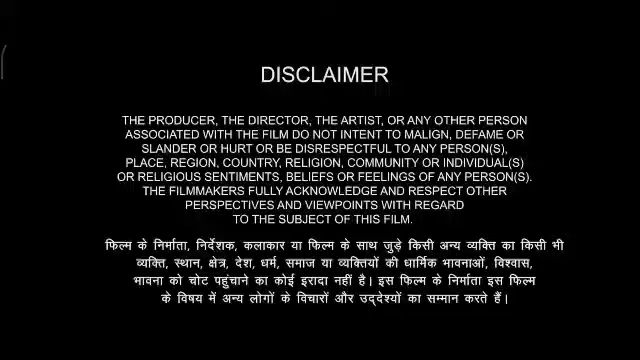 DISCLAIMER
THE PRODUCER, THE DIRECTOR, THE ARTIST, OR ANY OTHER PERSON
ASSOCIATED WITH THE FILM DO NOT INTENT TO MALIGN, DEFAME OR
SLANDER OR HURT OR BE DISRESPECTFUL TO ANY PERSON(S),
PLACE, REGION, COUNTRY, RELIGION, COMMUNITY OR INDIVIDUAL(S)
OR RELIGIOUS SENTIMENTS, BELIEFS OR FEELINGS OF ANY PERSON(S).
THE FILMMAKERS FULLY ACKNOWLEDGE AND RESPECT OTHER
PERSPECTIVES AND VIEWPOINTS WITH REGARD
TO THE SUBJECT OF THIS FILM.
फिल्म के निर्माता, निर्देशक, कलाकार या फिल्म के साथ जुड़े किसी अन्य व्यक्ति का किसी भी
व्यक्ति, स्थान, क्षेत्र, देश, धर्म, समाज या व्यक्तियों की धार्मिक भावनाओं, विश्वास,
भावना को चोट पहुंचाने का कोई इरादा नहीं है। इस फिल्म के निर्माता इस फिल्म
के विषय में अन्य लोगों के विचारों और उद्देश्यों का सम्मान करते हैं।